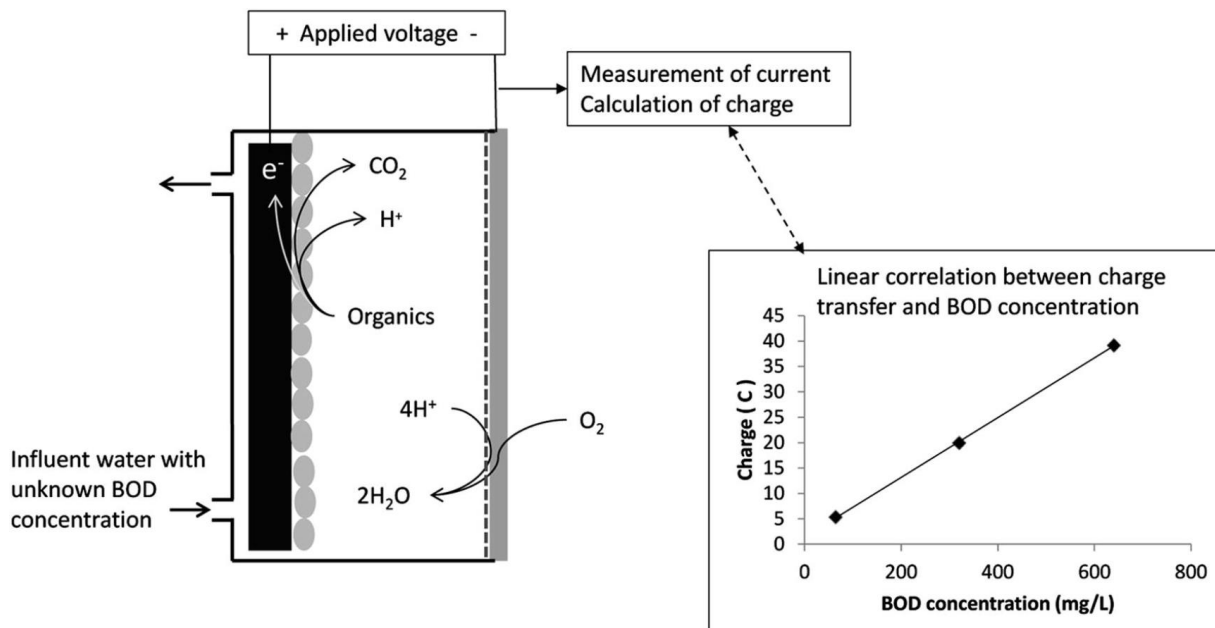 + Applied voltage -
Measurement of current
Calculation of charge
e-
CO2
H+
Organics
4H+
O2
2H2O
Influent water with
unknown BOD
concentration
Linear correlation between charge
transfer and BOD concentration
Charge ( C )
45
40
35
30
25
20
15
10
5
0
0 200 400 600 800
BOD concentration (mg/L)